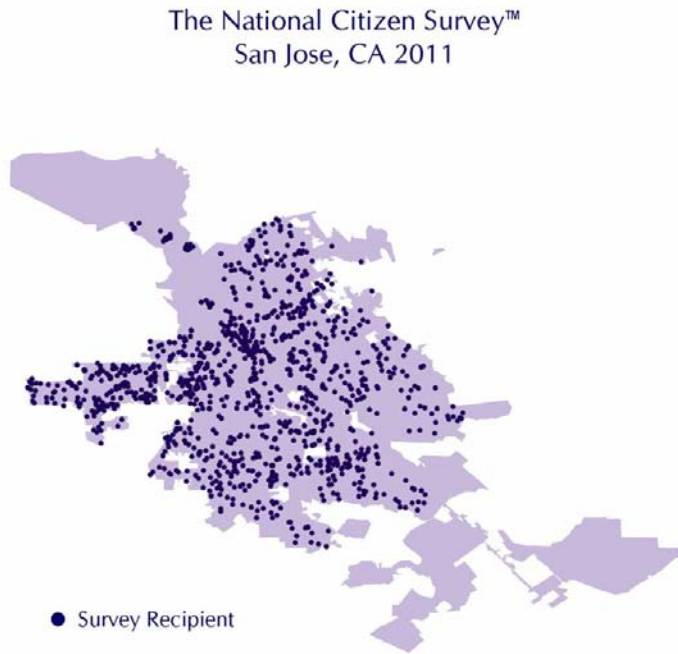 The National Citizen Survey™
San Jose, CA 2011
Survey Recipient